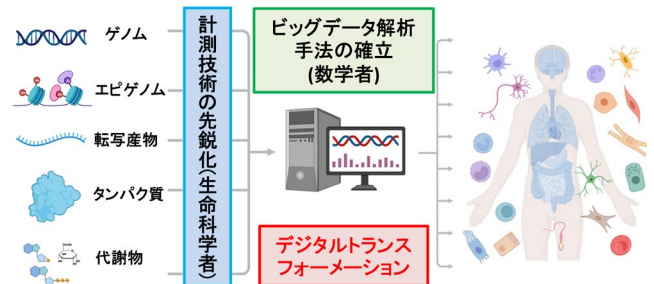 ゲノム
エピゲノム
転写産物
タンパク質
代謝物
計測技術の先鋭化(生命科学者)
ビッグデータ解析
手法の確立
(数学者)
デジタルトランス
フォーメーション